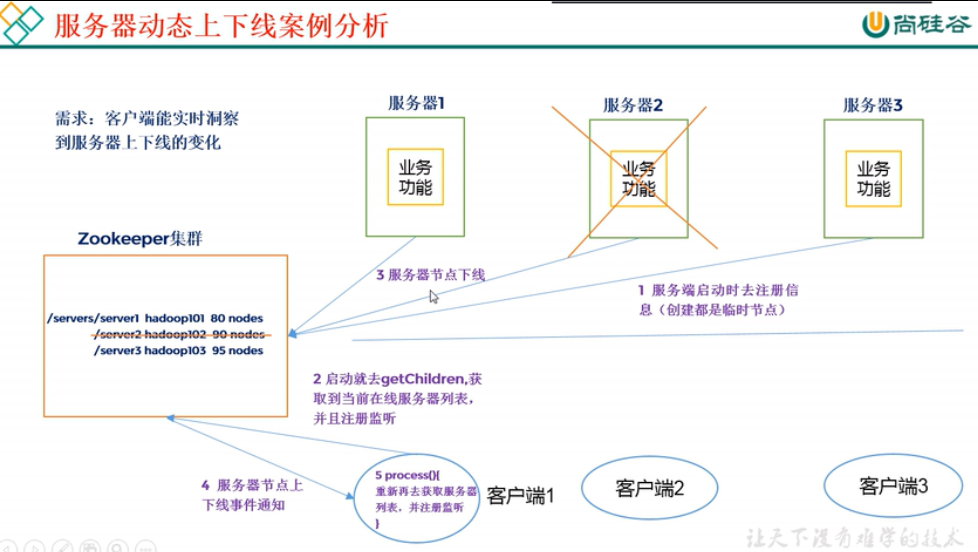 服务器动态上下线案例分析
尚硅谷
需求：客户端能实时洞察
到服务器上下线的变化
服务器1
服务器2
服务器3
业务
功能
业务
功能
业务
功能
Zookeeper集群
/servers/server1 hadoop101 80 nodes
/server2 hadoop102 90 nodes
/server3 hadoop103 95 nodes
3 服务器节点下线
1 服务端启动时去注册信
息（创建都是临时节点）
2 启动就去getChildren,获
取到当前在线服务器列表，
并且注册监听
4 服务器节点上
下线事件通知
5 process(){
重新再去获取服务器
列表，并注册监听
}
客户端1
客户端2
客户端3
让天下没有难学的技术